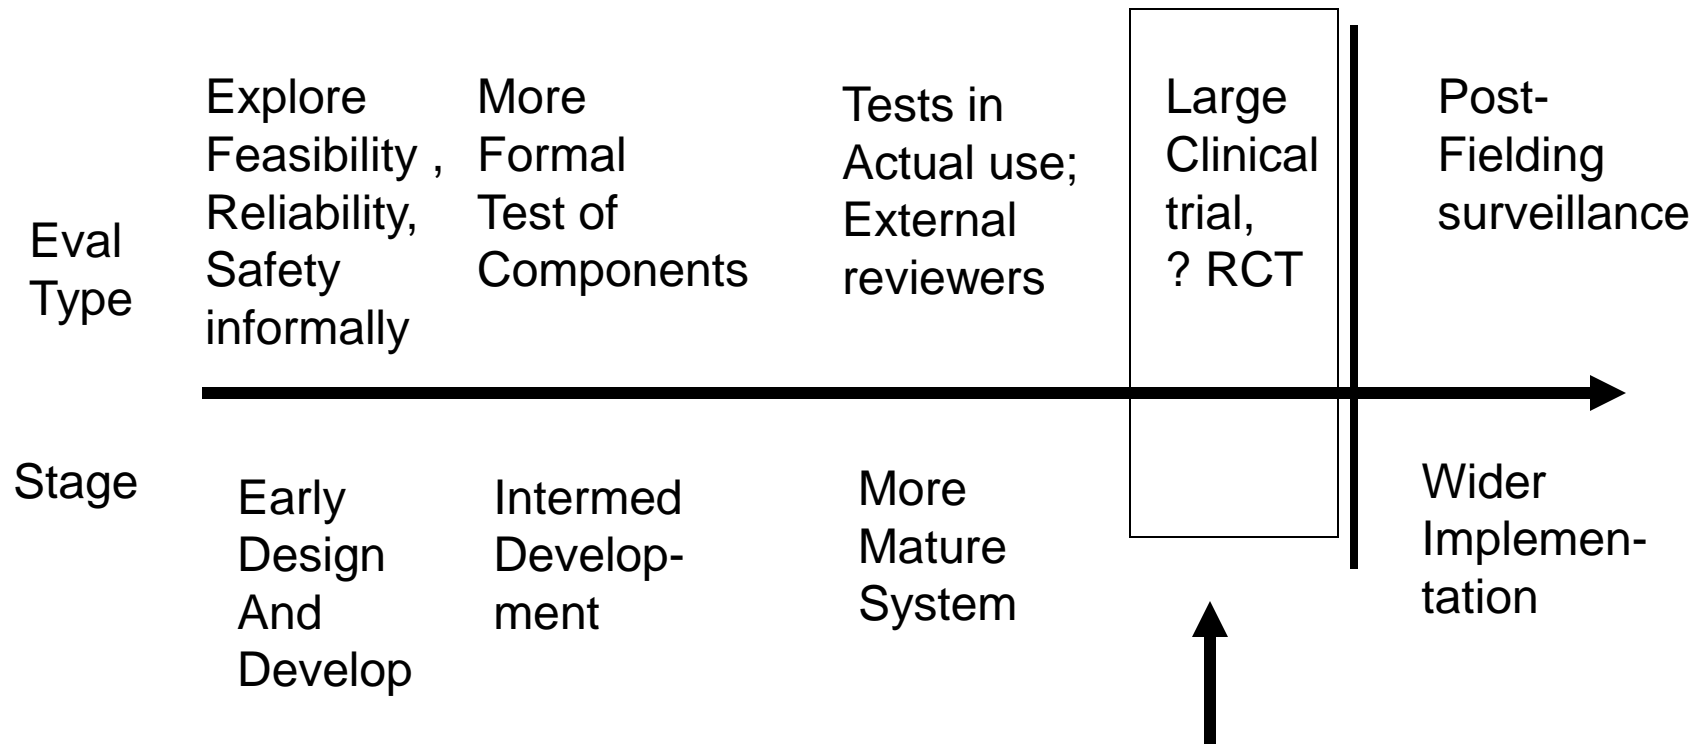 Eval
Type
Explore
Feasibility ,
Reliability,
Safety
informally
More
Formal
Test of
Components
Tests in
Actual use;
External
reviewers
Large
Clinical
trial,
? RCT
Post-
Fielding
surveillance
Stage
Early
Design
And
Develop
Intermed
Develop-
ment
More
Mature
System
Wider
Implemen-
tation